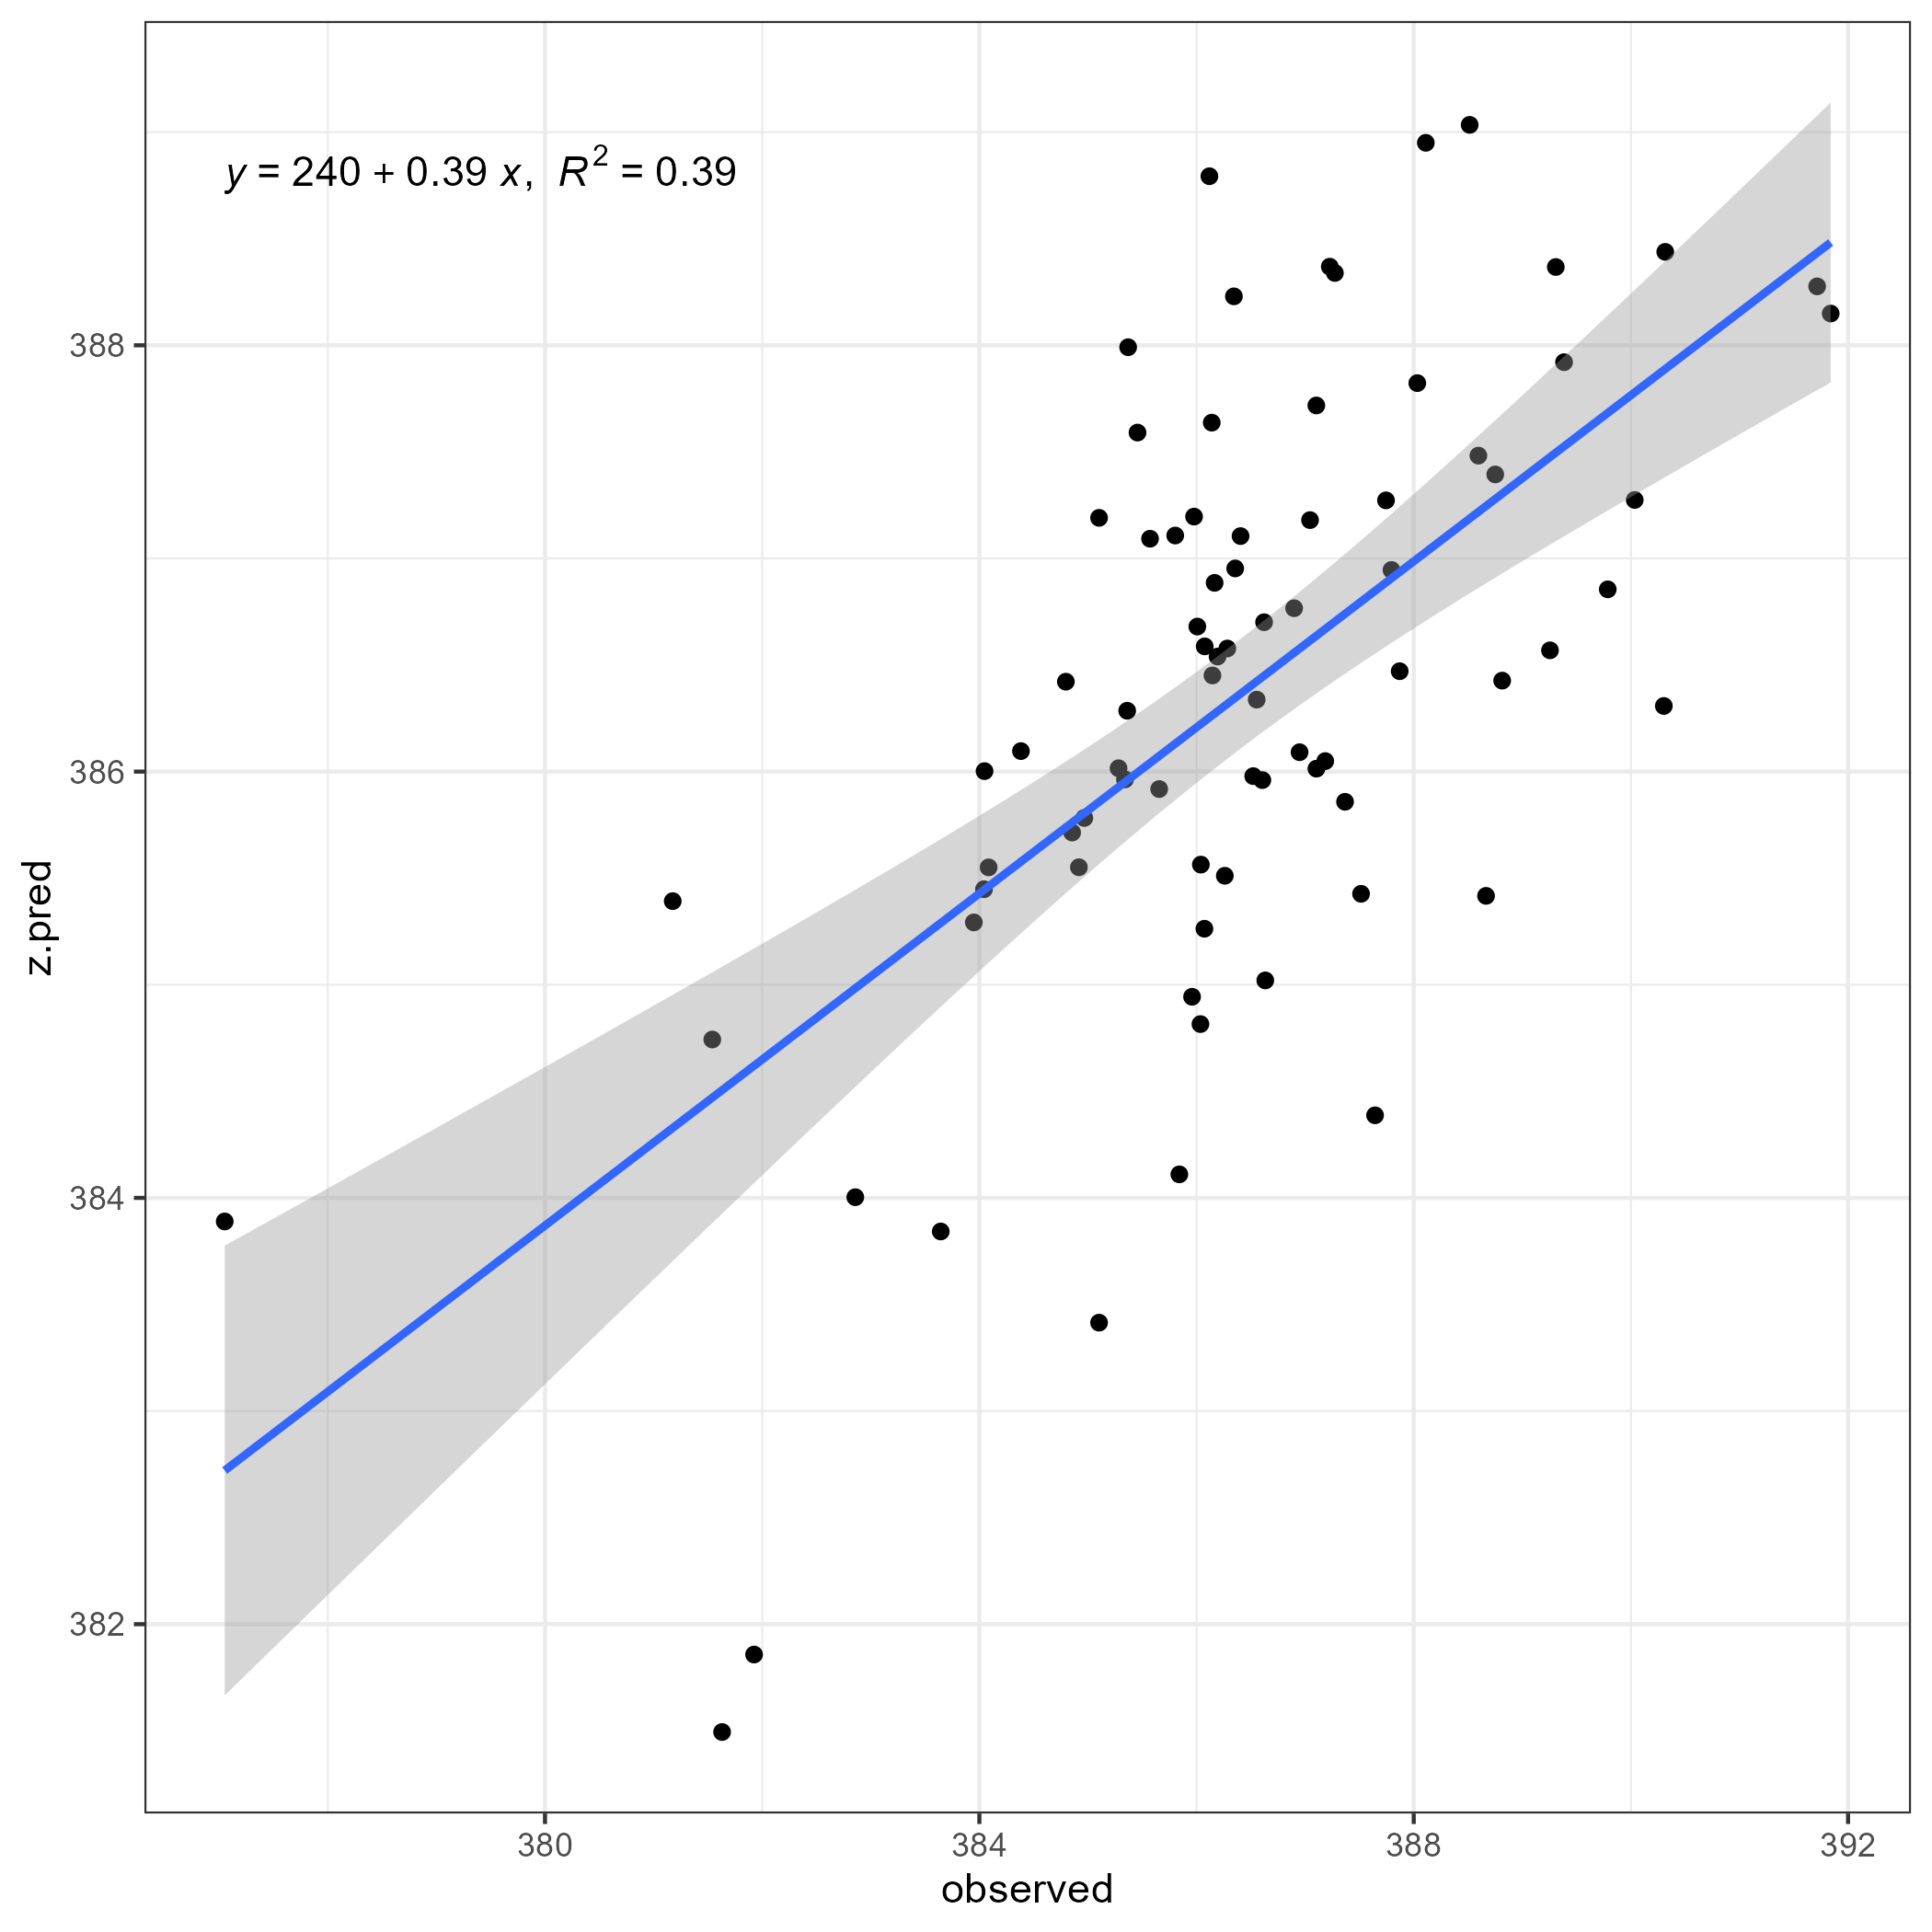 y = 240 + 0.39 x, R² = 0.39
388
386
384
382
z.pred
380 384 388 392
observed